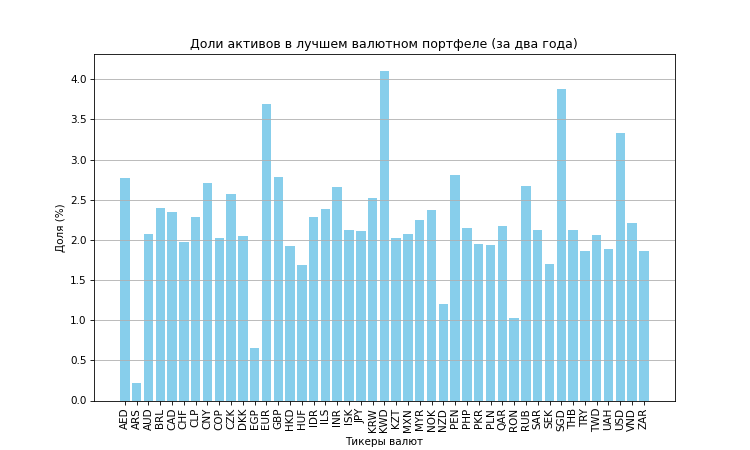 Доли активов в лучшем валютном портфеле (за два года)
Доля (%)
4.0
3.5
3.0
2.5
2.0
1.5
1.0
0.5
0.0
AED
ARS
AUD
BRL
CAD
CHF
CLP
CNY
COP
CZK
DKK
EGP
EUR
GBP
HKD
HUF
IDR
ILS
INR
ISK
JPY
KRW
KWD
KZT
MXN
MYR
NOK
NZD
PEN
PHP
PKR
PLN
QAR
RON
RUB
SAR
SEK
SGD
THB
TRY
TWD
UAH
USD
VND
ZAR
Тикеры валют